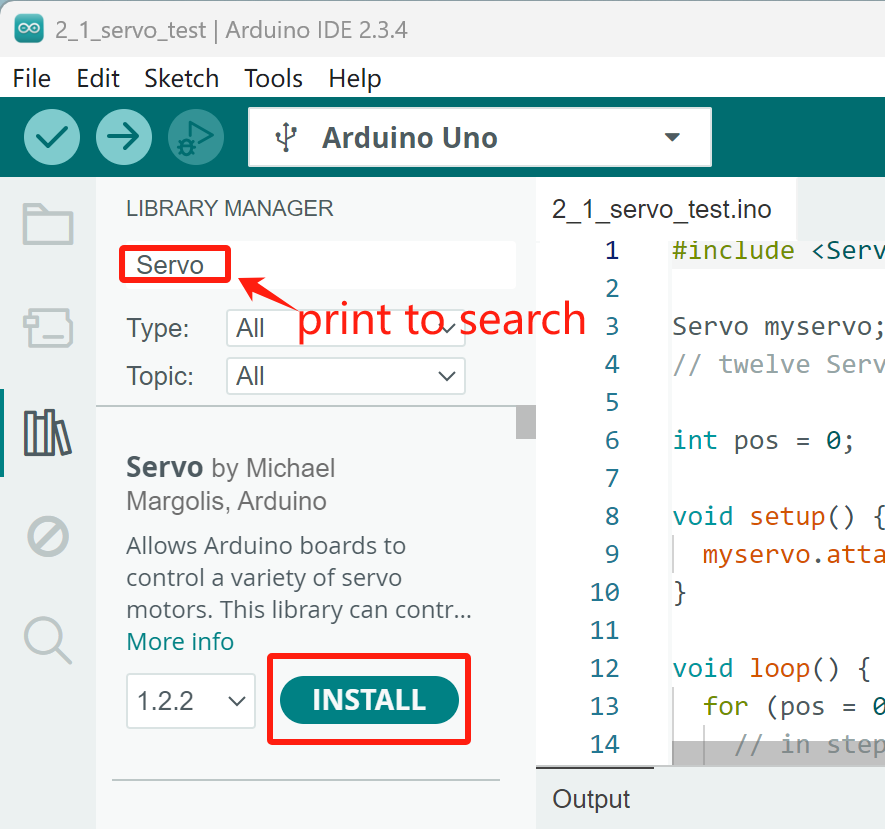 2_1_servo_test | Arduino IDE 2.3.4
File Edit Sketch Tools Help
Arduino Uno
LIBRARY MANAGER
Servo
print to search
Type: All
Topic: All
Servo by Michael
Margolis, Arduino
Allows Arduino boards to
control a variety of servo
motors. This library can contr...
More info
1.2.2
INSTALL
2_1_servo_test.ino
1 #include <Serv
2
3 Servo myservo;
4 // twelve Serv
5
6 int pos = 0;
7
8 void setup() {
9 myservo.atta
10 }
11
12 void loop() {
13 for (pos = 0
14 // in step
Output